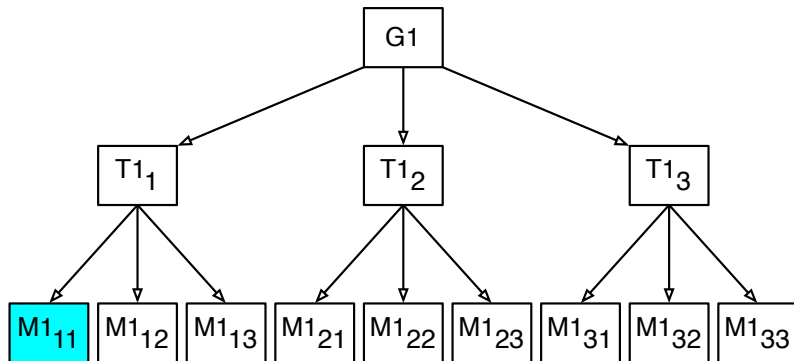 G1
T1₁ T1₂ T1₃
M1₁₁ M1₁₂ M1₁₃ M1₂₁ M1₂₂ M1₂₃ M1₃₁ M1₃₂ M1₃₃